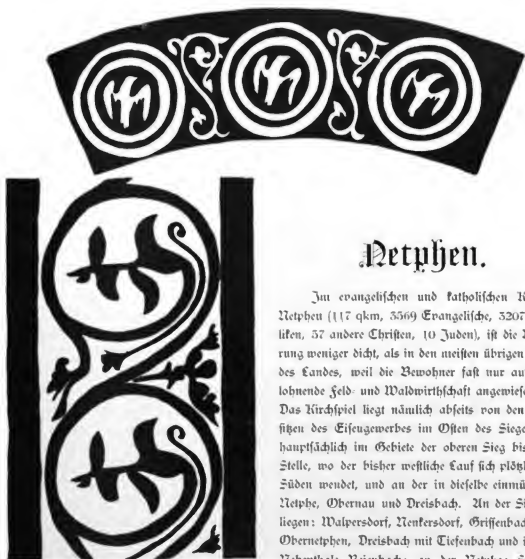 Netphen.
Im evangelischen und katholischen K
Netphen (117 qkm, 3569 Evangelische, 3207
liken, 37 andere Christen, 10 Juden), ist die
rung weniger dicht, als in den meisten übrigen
des Landes, weil die Bewohner fast nur au
lohnende Feld- und Waldwirthschaft angewiese
Das Kirchspiel liegt nämlich abseits von den
sitzen des Eisengewerbes im Osten des Siege
hauptsächlich im Gebiete der oberen Sieg bis
Stelle, wo der bisher westliche Lauf sich plötzl
Süden wendet, und an der in dieselbe einmü
Netphe, Obernau und Dreisbach. An der Si
liegen: Walpersdorf, Nenkersdorf, Grissenbach
Obernetphen, Dreisbach mit Tiefenbach und